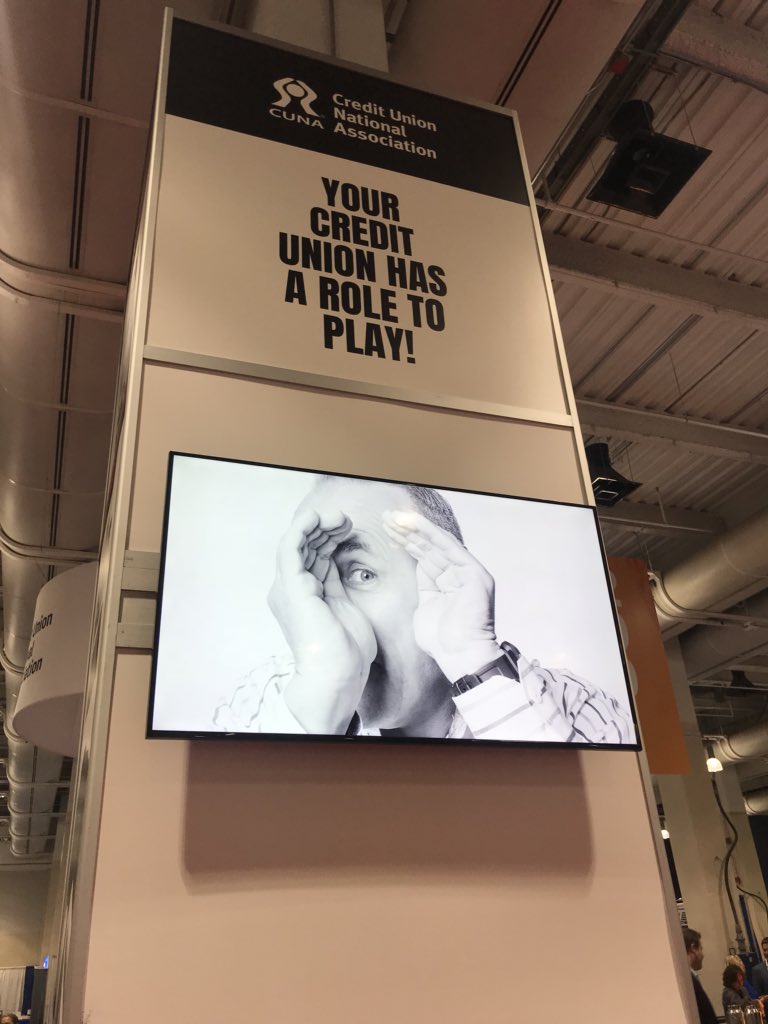 CUNA
Credit Union
National
Association
YOUR
CREDIT
UNION HAS
A ROLE TO
PLAY!